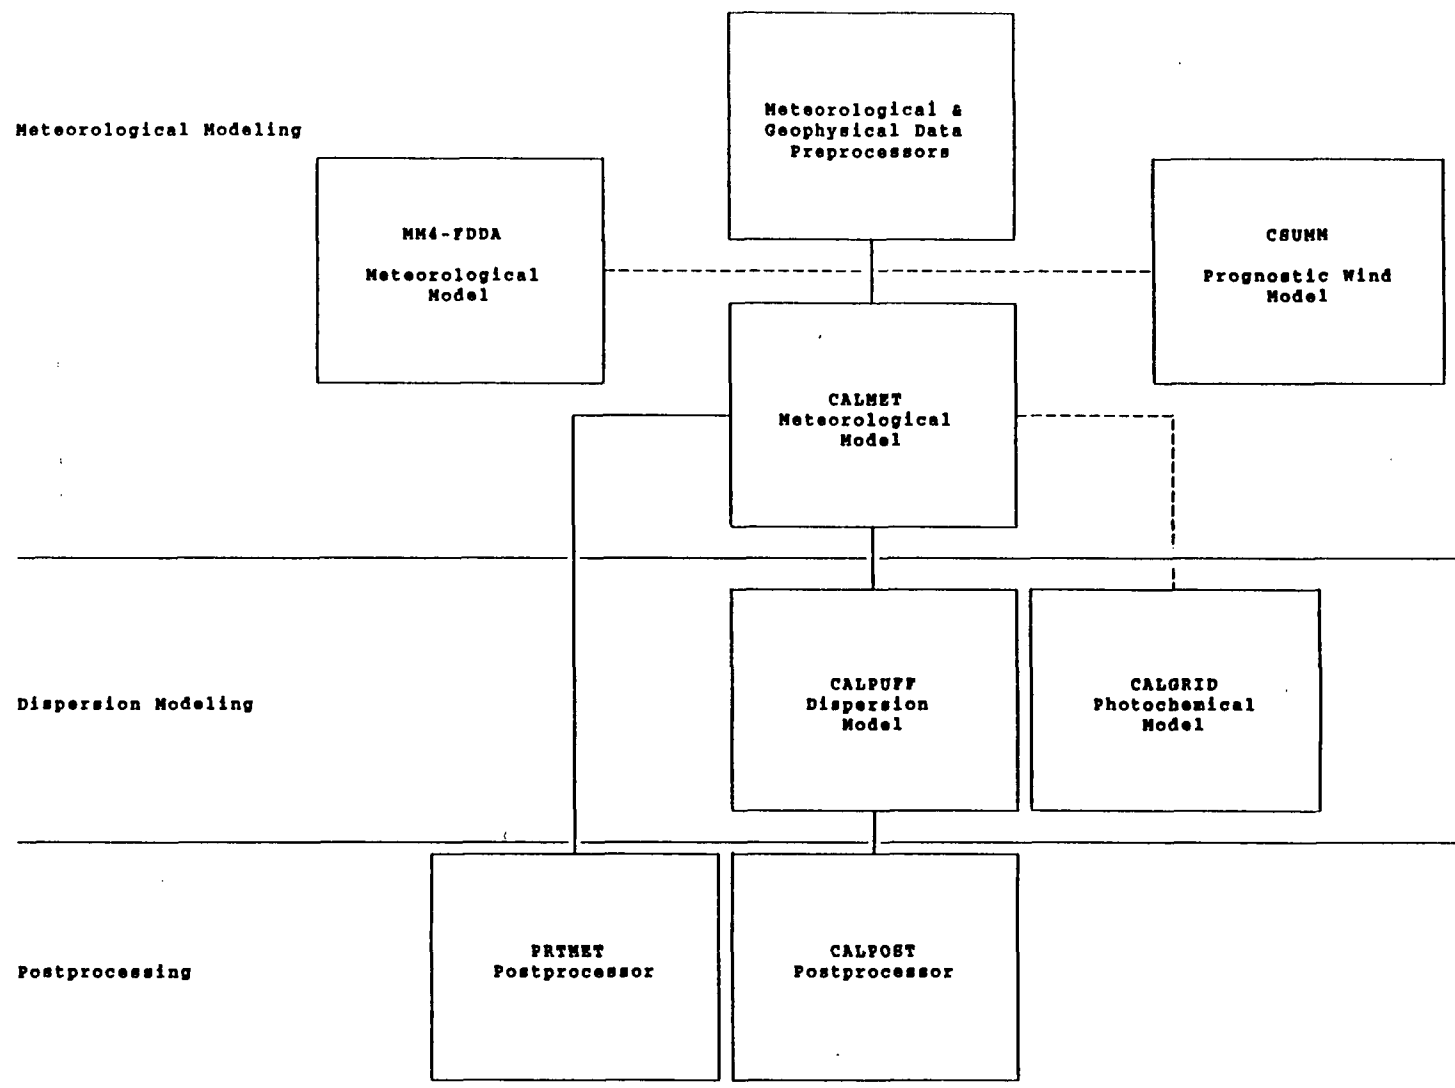 Meteorological Modeling
Meteorological &
Geophysical Data
Preprocessors
MM4-FDDA
Meteorological
Model
CSUMM
Prognostic Wind
Model
CALMET
Meteorological
Model
Dispersion Modeling
CALPUFF
Dispersion
Model
CALGRID
Photochemical
Model
Postprocessing
PRTMET
Postprocessor
CALPOST
Postprocessor